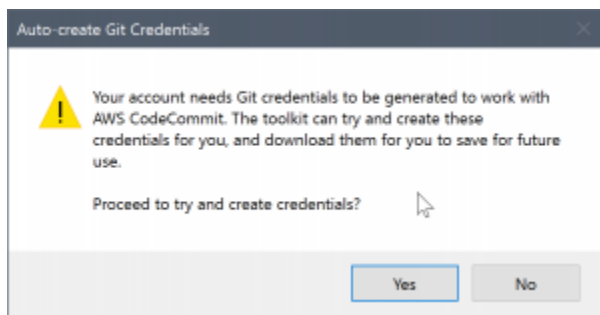 Auto-create Git Credentials
Your account needs Git credentials to be generated to work with
AWS CodeCommit. The toolkit can try and create these
credentials for you, and download them for you to save for future
use.
Proceed to try and create credentials?
Yes
No